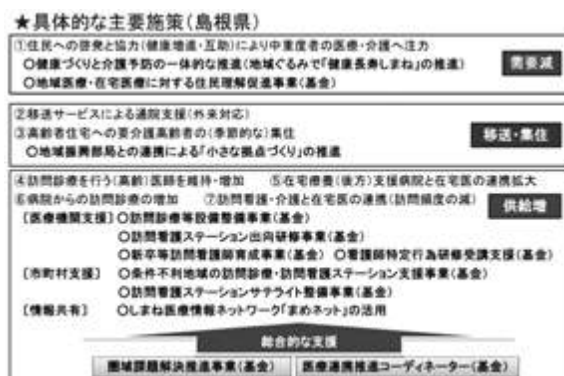 ★具体的な主要施策(島根県)
①住民への啓発と協力(健康増進・互助)により中重度者の医療・介護へ注力
○健康づくりと介護予防の一体的な推進(地域ぐるみで「健康長寿しまね」の推進)
需要減
○地域医療・在宅医療に対する住民理解促進事業(基金)
②移送サービスによる通院支援(外来対応)
③高齢者住宅への要介護高齢者の(季節的な)集住
移送・集住
○地域振興部局との連携による「小さな拠点づくり」の推進
④訪問診療を行う(高齢)医師を維持・増加 ⑤在宅療養(後方)支援病院と在宅医の連携拡大
⑥病院からの訪問診療の増加 ⑦訪問看護・介護と在宅医の連携(訪問頻度の減)
供給増
〔医療機関支援〕○訪問診療等設備整備事業(基金)
○訪問看護ステーション出向研修事業(基金)
○新卒等訪問看護師育成事業(基金) ○看護師特定行為研修受講支援(基金)
〔市町村支援〕○条件不利地域の訪問診療・訪問看護ステーション支援事業(基金)
○訪問看護ステーションサテライト整備事業(基金)
〔情報共有〕○しまね医療情報ネットワーク「まめネット」の活用
総合的な支援
圏域課題解決推進事業(基金) 医療連携推進コーディネーター(基金)